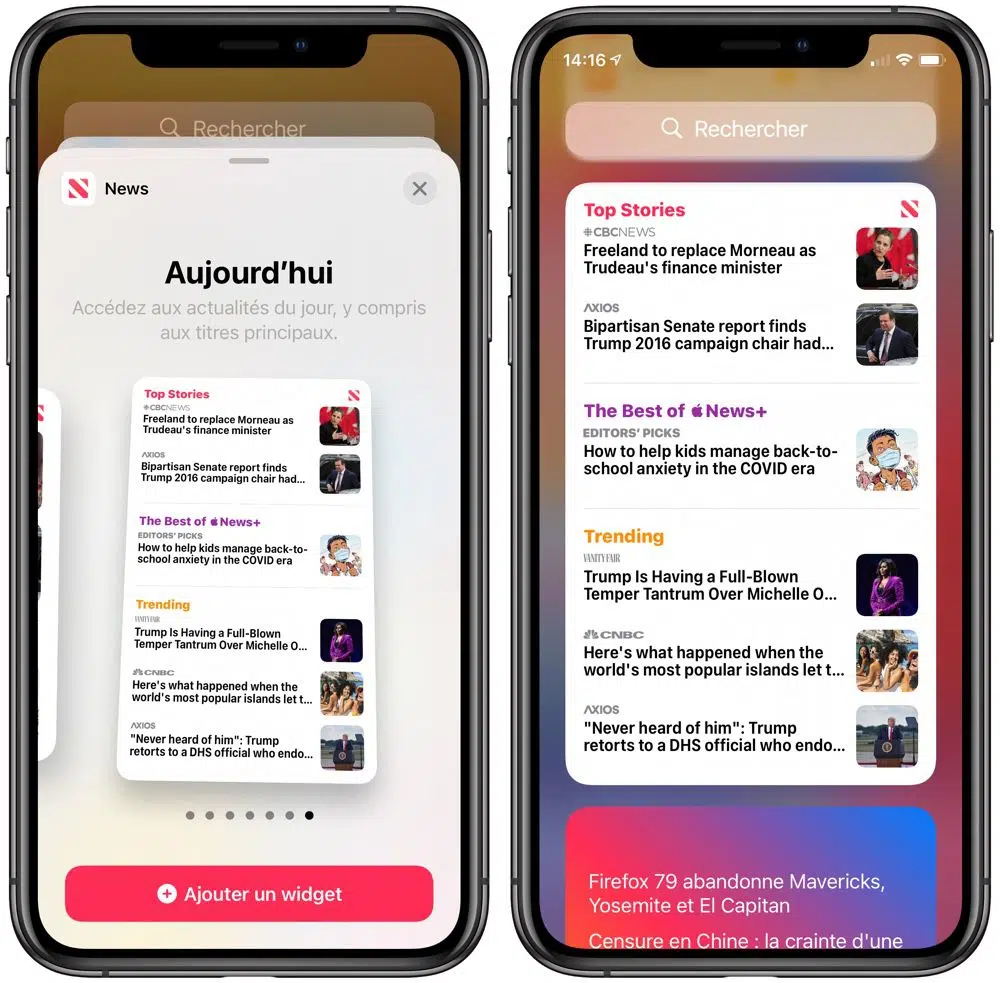 Rechercher
News
Aujourd’hui
Accédez aux actualités du jour, y compris
aux titres principaux.
Top Stories
CBCNEWS
Freeland to replace Morneau as
Trudeau's finance minister
AXIOS
Bipartisan Senate report finds
Trump 2016 campaign chair had...
The Best of News+
EDITORS’ PICKS
How to help kids manage back-to-
school anxiety in the COVID era
Trending
VANITY FAIR
Trump Is Having a Full-Blown
Temper Tantrum Over Michelle O...
CNBC
Here's what happened when the
world's most popular islands let t...
AXIOS
"Never heard of him": Trump
retorts to a DHS official who endo...
Ajouter un widget
14:16
Rechercher
Top Stories
CBCNEWS
Freeland to replace Morneau as
Trudeau's finance minister
AXIOS
Bipartisan Senate report finds
Trump 2016 campaign chair had...
The Best of News+
EDITORS’ PICKS
How to help kids manage back-to-
school anxiety in the COVID era
Trending
VANITY FAIR
Trump Is Having a Full-Blown
Temper Tantrum Over Michelle O...
CNBC
Here's what happened when the
world's most popular islands let t...
AXIOS
"Never heard of him": Trump
retorts to a DHS official who endo...
Firefox 79 abandonne Mavericks,
Yosemite et El Capitan
Censure en Chine : la crainte d'une